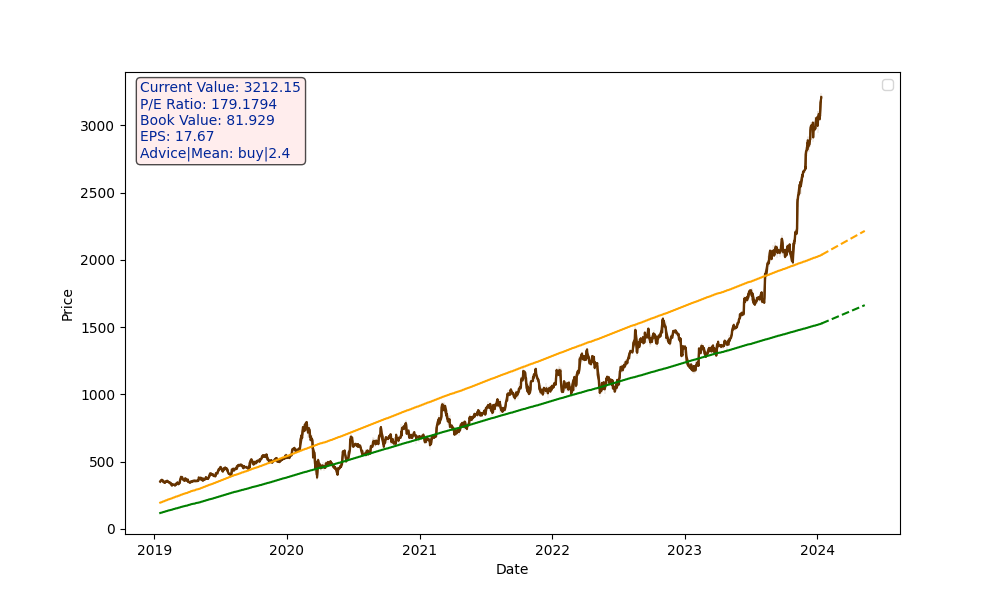 Current Value: 3212.15
P/E Ratio: 179.1794
Book Value: 81.929
EPS: 17.67
Advice|Mean: buy|2.4
3000
2500
2000
1500
1000
500
0
Price
2019 2020 2021 2022 2023 2024
Date